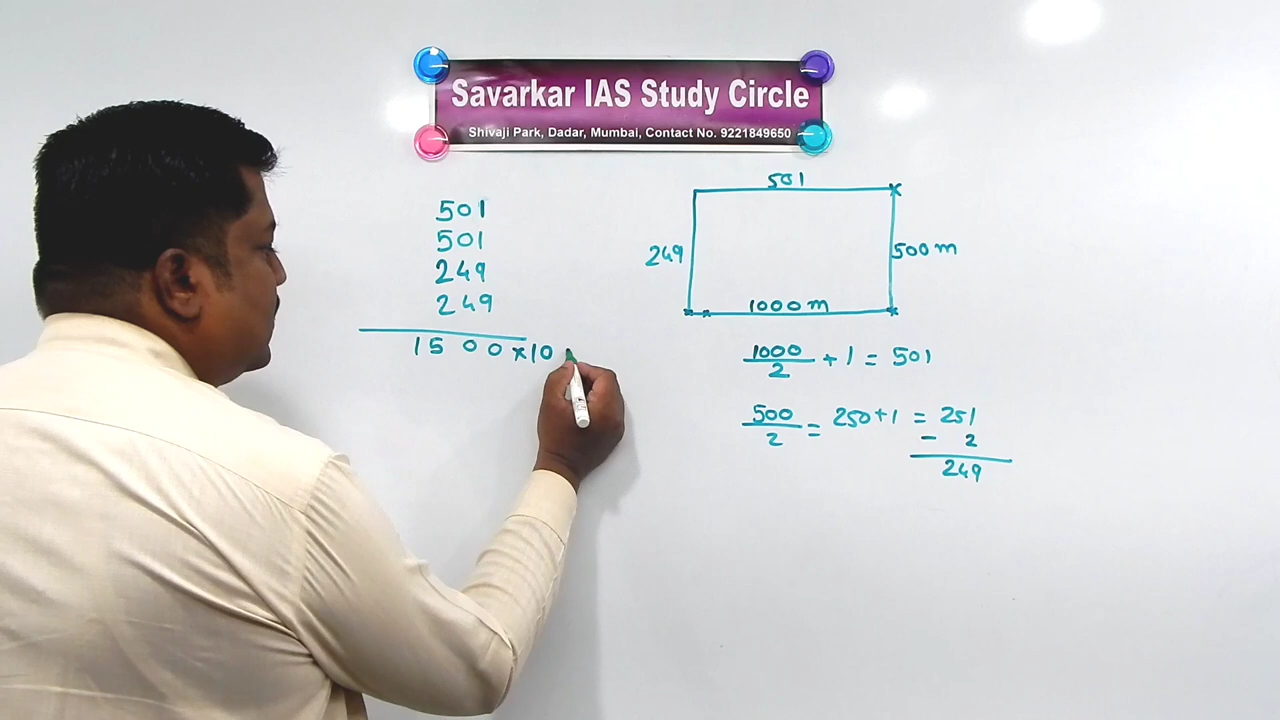 Savarkar IAS Study Circle
Shivaji Park, Dadar, Mumbai, Contact No. 9221849650
501
501
249
249
1500×10
501
249
500 m
1000 m
1000/2 + 1 = 501
500/2 = 250+1 = 251
- 2
249